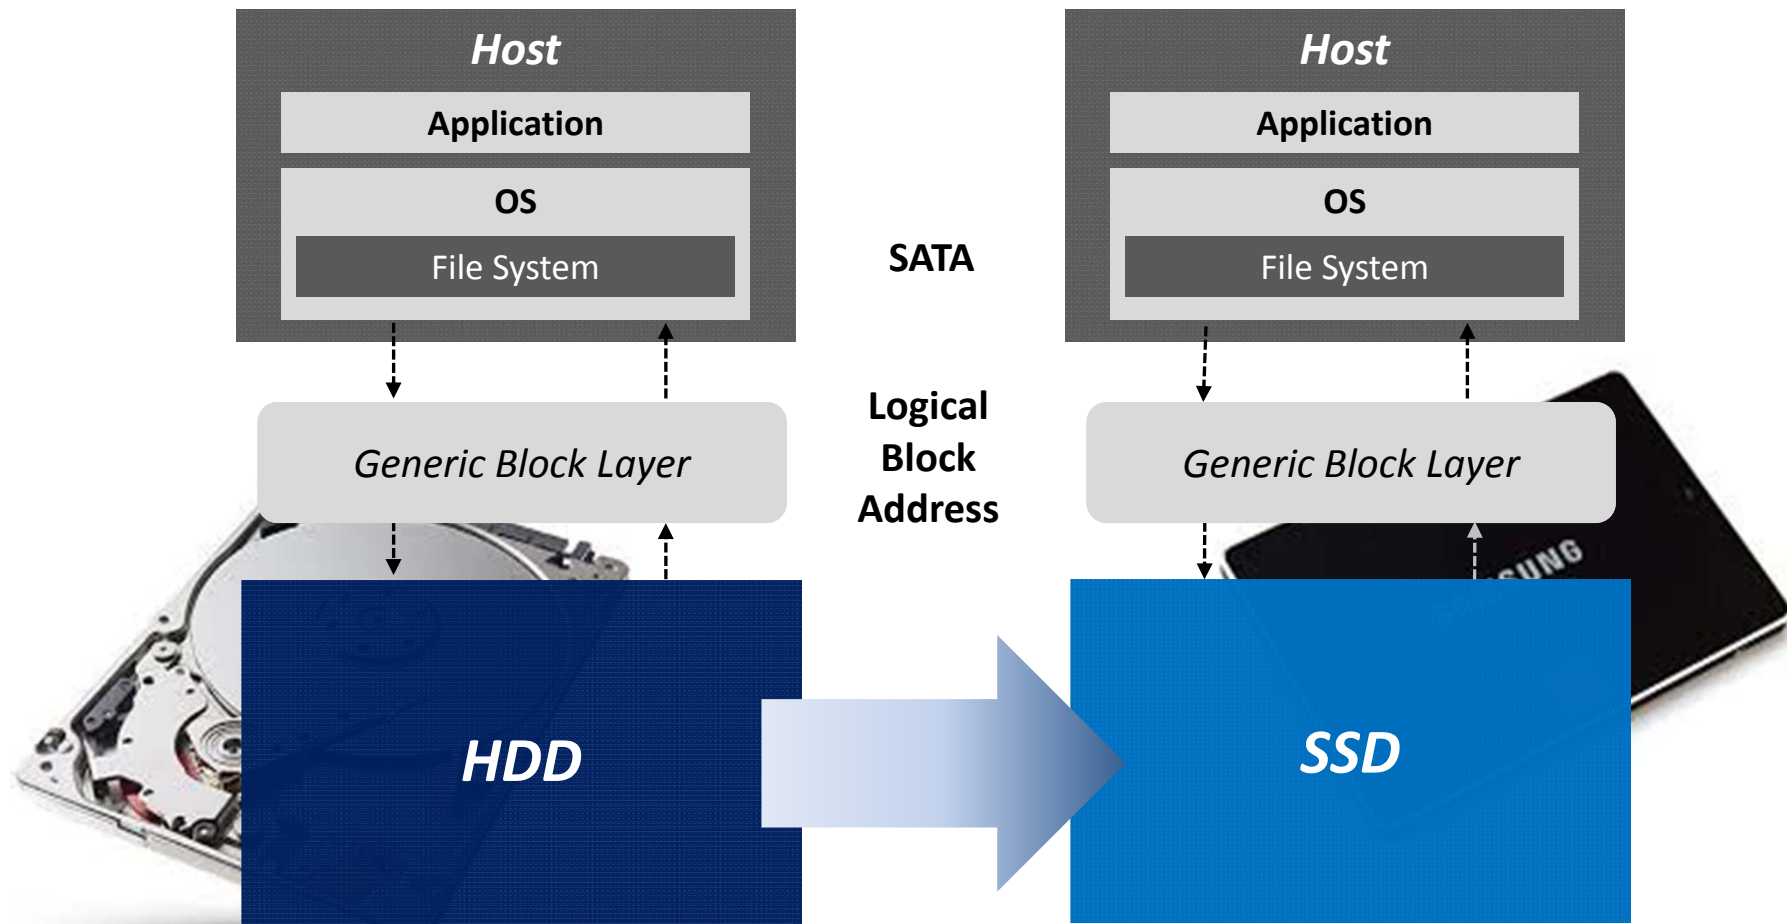 Host
Application
OS
File System
SATA
Host
Application
OS
File System
Generic Block Layer
Logical
Block
Address
Generic Block Layer
SAMSUNG
HDD
SSD